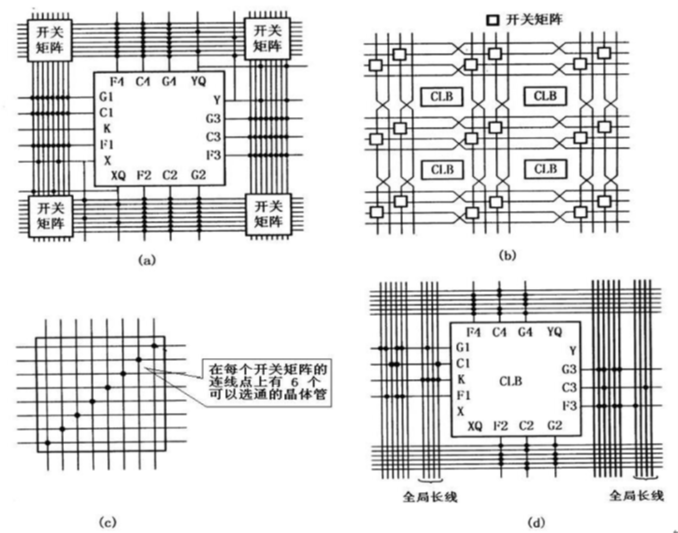 开关
矩阵
开关
矩阵
F4 C4 G4 YQ
G1
C1
K
F1
X
Y
G3
C3
F3
XQ F2 C2 G2
开关
矩阵
开关
矩阵
(a)
开关矩阵
CLB
CLB
CLB
CLB
(b)
在每个开关矩阵的
连线点上有 6 个
可以选通的晶体管
(c)
F4 C4 G4 YQ
G1
C1
K
F1
X
CLB
Y
G3
C3
F3
XQ F2 C2 G2
全局长线
全局长线
(d)